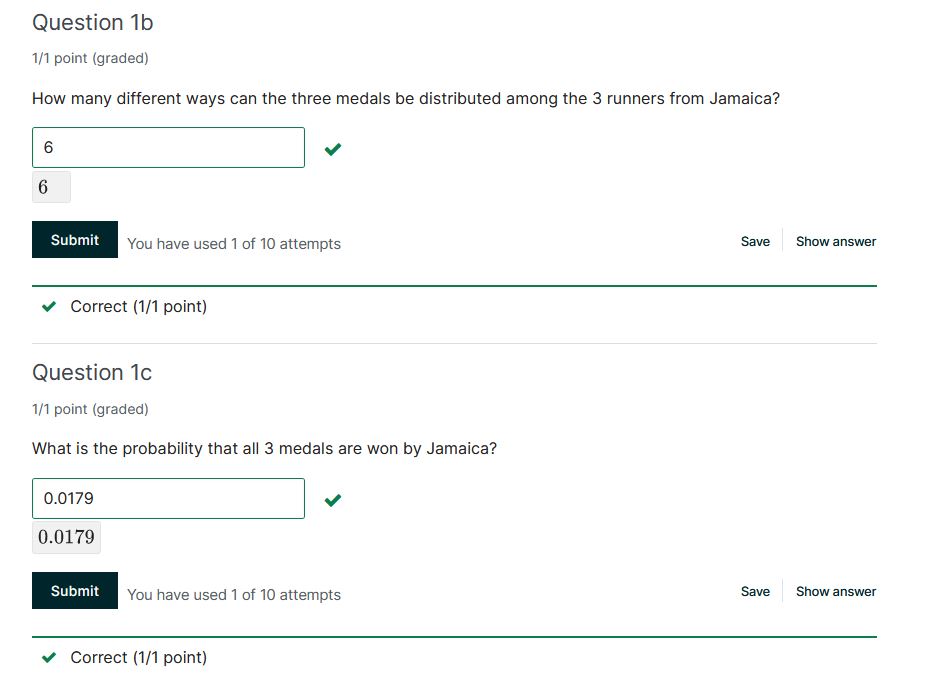 Question 1b
1/1 point (graded)
How many different ways can the three medals be distributed among the 3 runners from Jamaica?
6
6
Submit You have used 1 of 10 attempts Save Show answer
Correct (1/1 point)
Question 1c
1/1 point (graded)
What is the probability that all 3 medals are won by Jamaica?
0.0179
0.0179
Submit You have used 1 of 10 attempts Save Show answer
Correct (1/1 point)